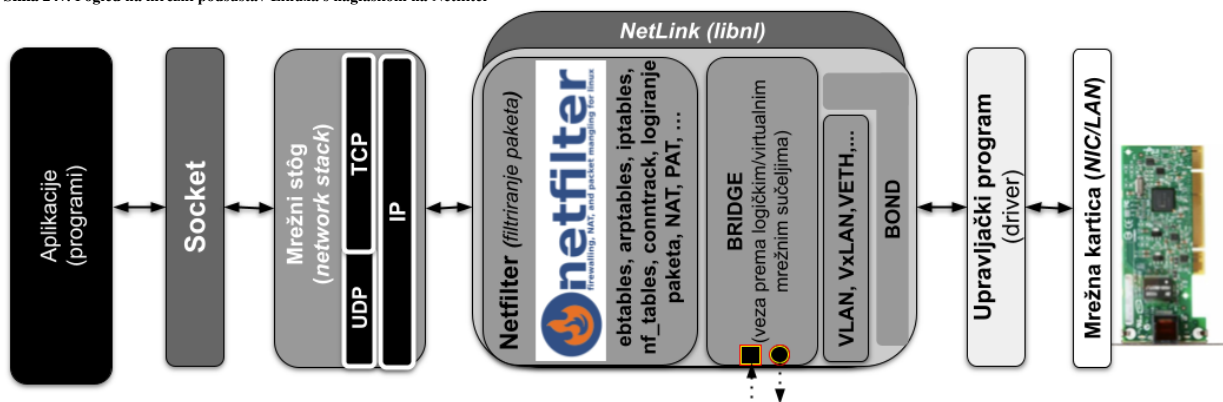 NetLink (libnl)
Aplikacije
(programi)
Socket
Mrežni stôg
(network stack)
TCP
UDP
IP
Netfilter (filtriranje paketa)
netfilter
firewalling, NAT, and packet mangling for linux
ebtables, arptables, iptables,
nf_tables, conntrack, logiranje
paketa, NAT, PAT, ...
BRIDGE
(veza prema logičkim/virtualnim
mrežnim sučeljima)
VLAN, VxLAN,VETH,...
BOND
Upravljački program
(driver)
Mrežna kartica (NIC/LAN)